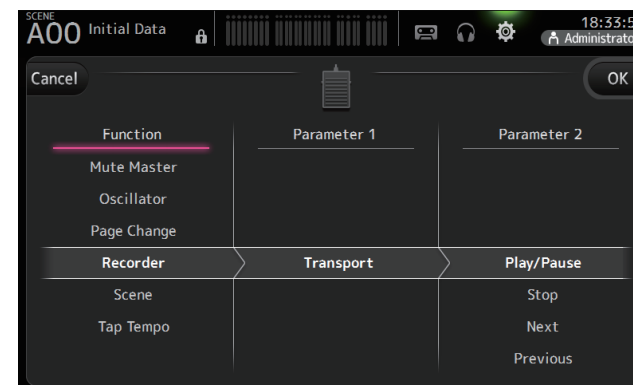 SCENE
A00 Initial Data
18:33:5
Administrato
Cancel
OK
Function Parameter 1 Parameter 2
Mute Master
Oscillator
Page Change
Recorder Transport Play/Pause
Scene Stop
Tap Tempo Next
Previous